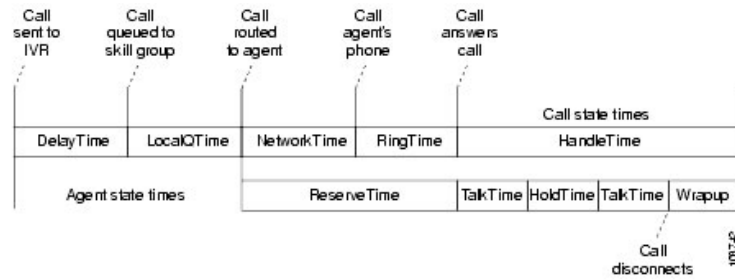 Call
sent to
IVR
Call
queued to
skill group
Call
routed
to agent
Call
agent's
phone
Call
answers
call
Call state times
DelayTime
LocalQTime
NetworkTime
RingTime
HandleTime
Agent state times
ReserveTime
TalkTime
HoldTime
TalkTime
Wrapup
Call
disconnects